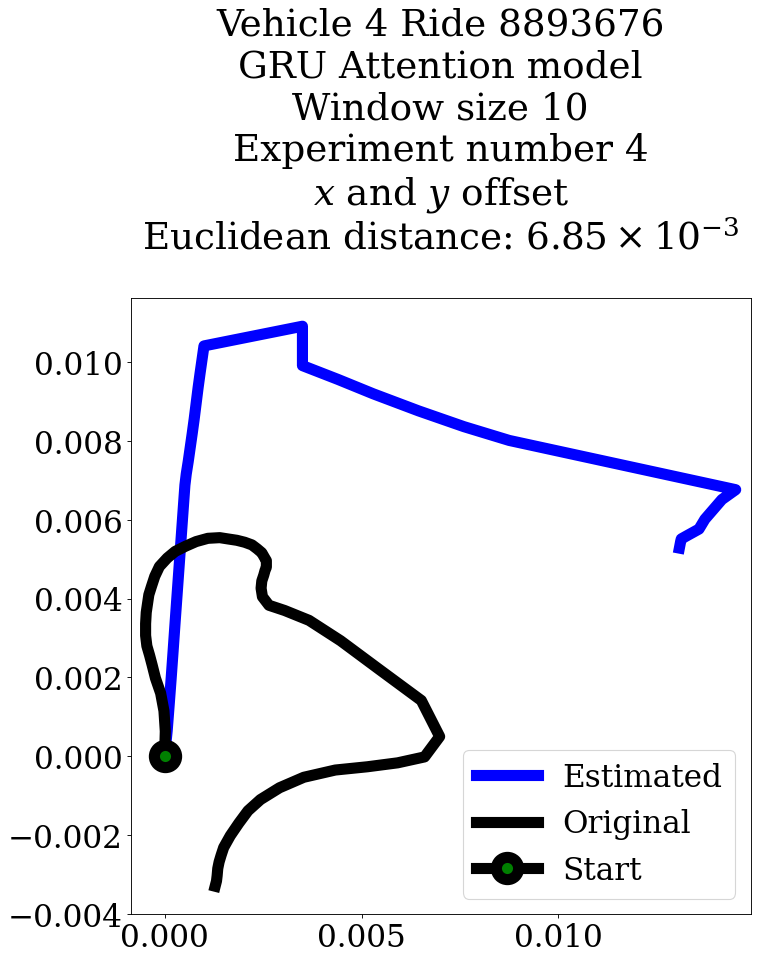 Vehicle 4 Ride 8893676
GRU Attention model
Window size 10
Experiment number 4
x and y offset
Euclidean distance: 6.85 × 10⁻³
0.010
0.008
0.006
0.004
0.002
0.000
−0.002
−0.004
0.000 0.005 0.010
Estimated
Original
Start